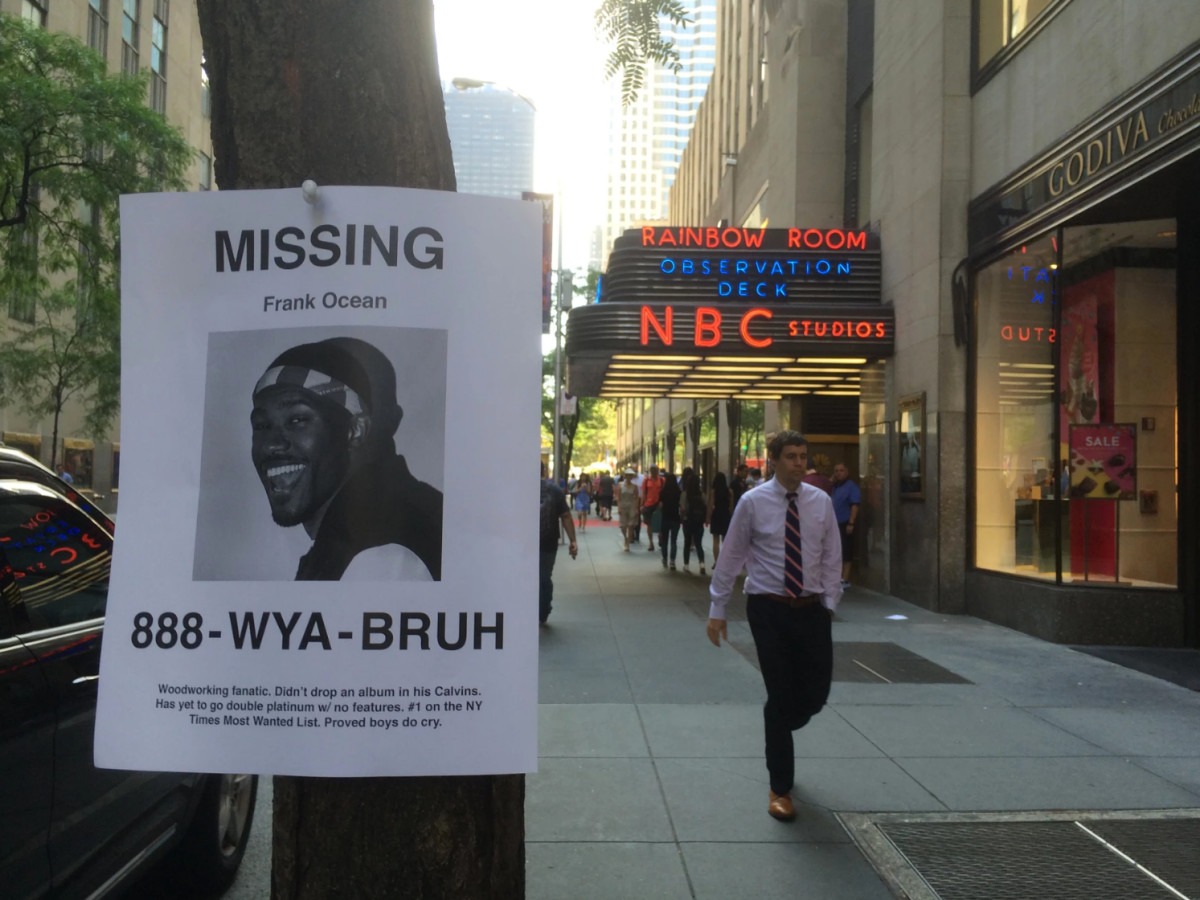 MISSING
Frank Ocean
888-WYA-BRUH
Woodworking fanatic. Didn't drop an album in his Calvins.
Has yet to go double platinum w/ no features. #1 on the NY
Times Most Wanted List. Proved boys do cry.
RAINBOW ROOM
OBSERVATION
DECK
NBC STUDIOS
GODIVA Chocola
SALE